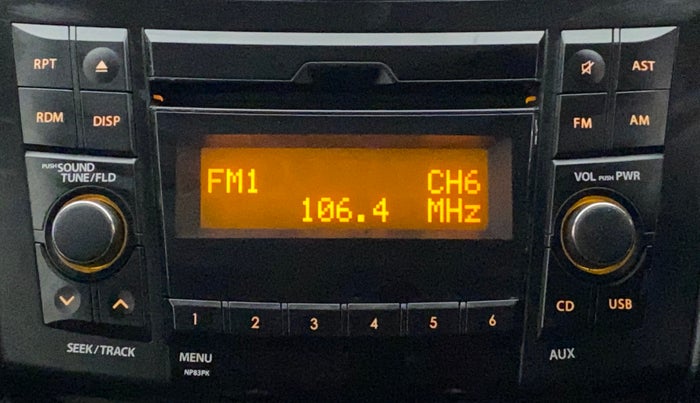 RPT
AST
RDM
DISP
FM
AM
PUSH SOUND
TUNE/FLD
VOL PUSH PWR
FM1 CH6
106.4 MHz
CD
USB
1 2 3 4 5 6
SEEK/TRACK
MENU
NP83PK
AUX